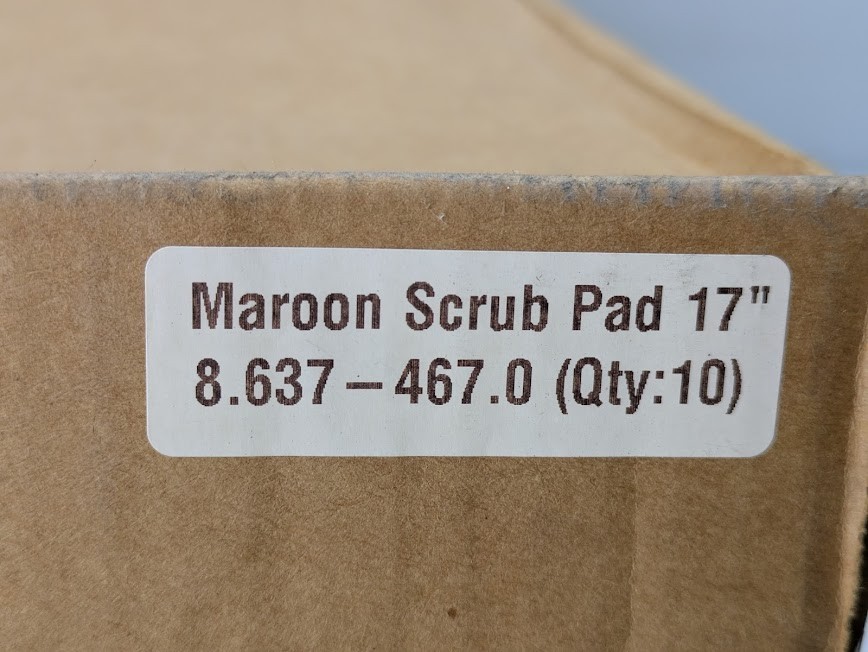 Maroon Scrub Pad 17"
8.637-467.0 (Qty:10)